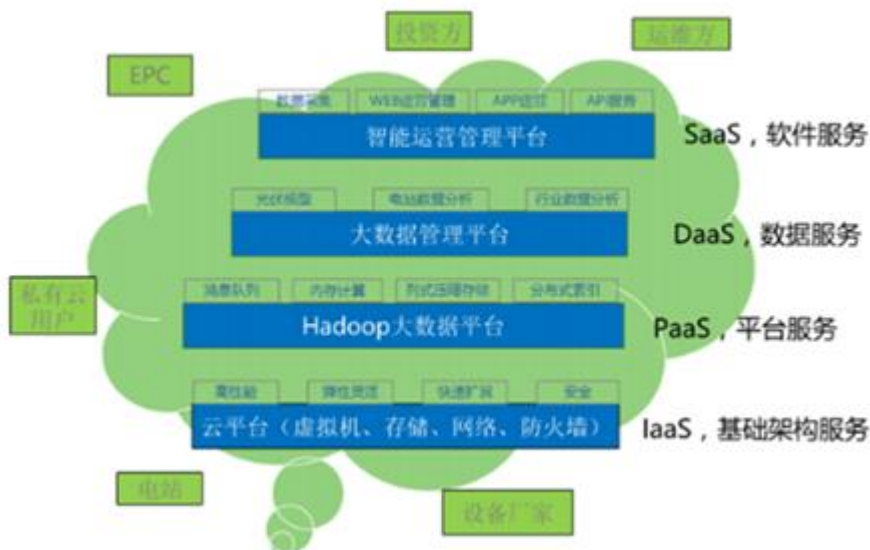 投资方
运维方
EPC
数据采集 WEB运营管理 APP运营 API服务
智能运营管理平台
SaaS，软件服务
光伏模型 电站数据分析 行业数据分析
大数据管理平台
DaaS，数据服务
私有云
用户
消息队列 内存计算 列式压缩存储 分布式索引
Hadoop大数据平台
PaaS，平台服务
高性能 弹性灵活 快速扩展 安全
云平台（虚拟机、存储、网络、防火墙）
IaaS，基础架构服务
电站
设备厂家